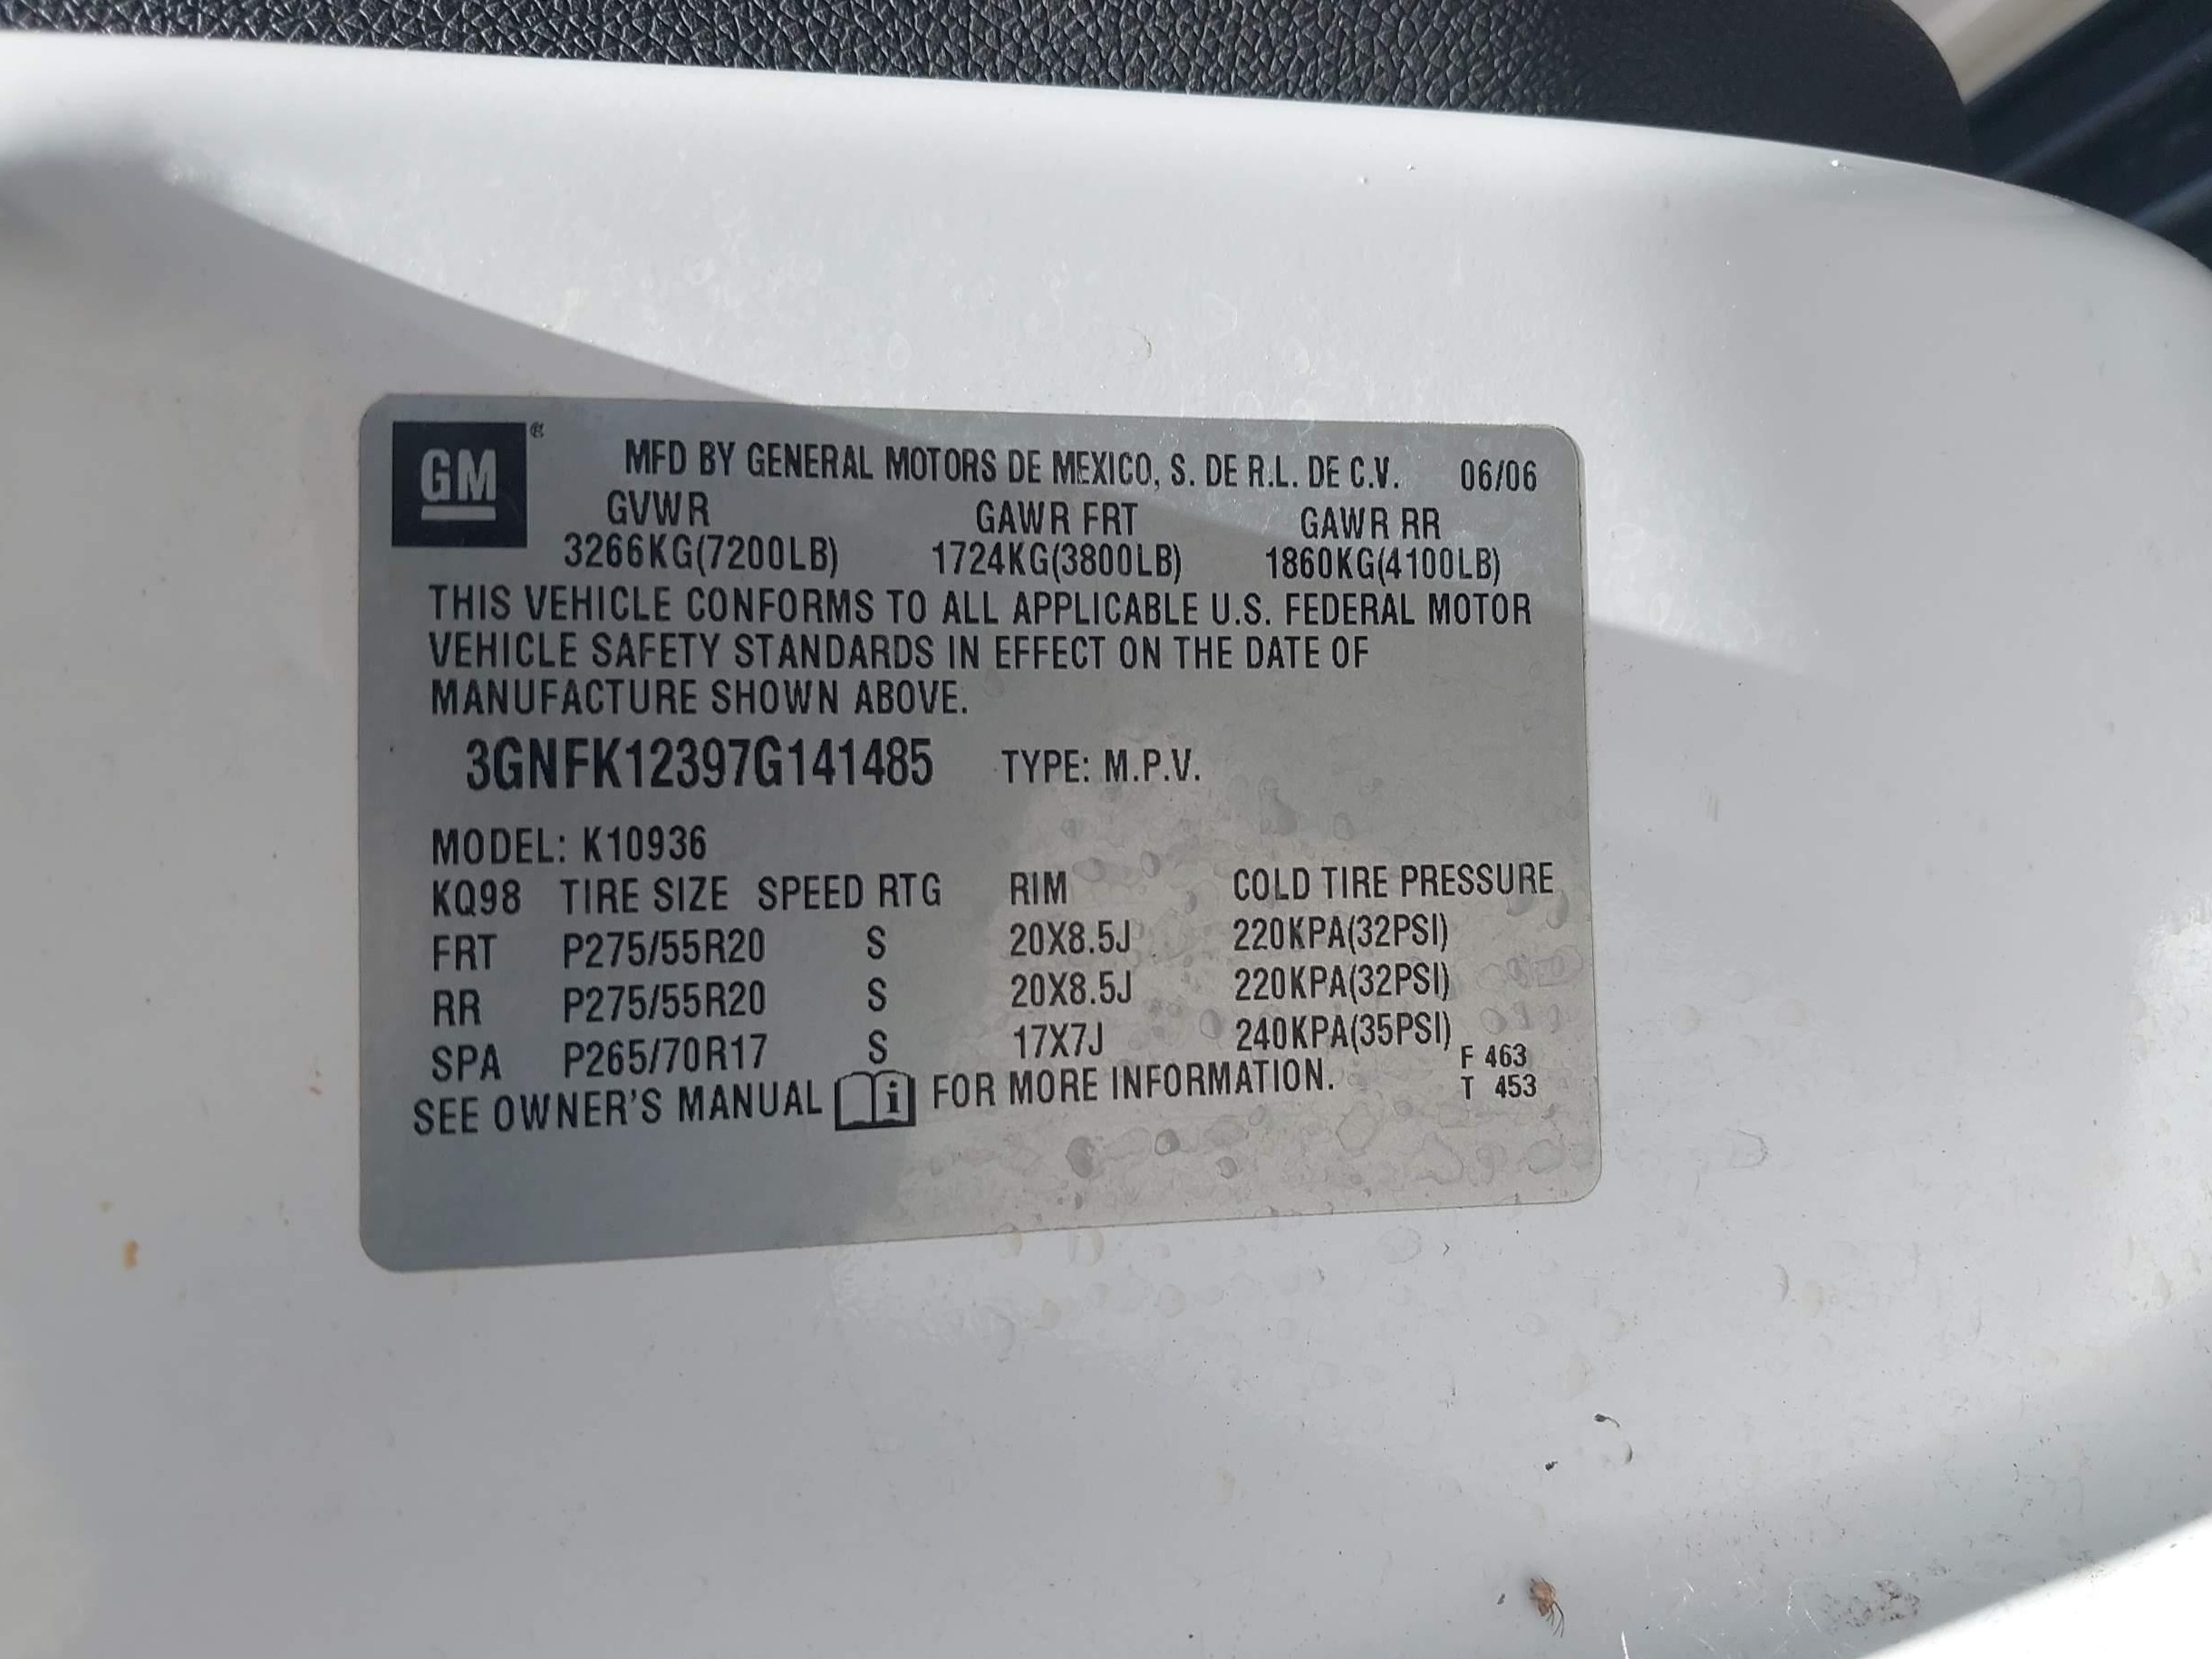 GM ® MFD BY GENERAL MOTORS DE MEXICO, S. DE R.L. DE C.V. 06/06
GVWR GAWR FRT GAWR RR
3266KG(7200LB) 1724KG(3800LB) 1860KG(4100LB)
THIS VEHICLE CONFORMS TO ALL APPLICABLE U.S. FEDERAL MOTOR
VEHICLE SAFETY STANDARDS IN EFFECT ON THE DATE OF
MANUFACTURE SHOWN ABOVE.
3GNFK12397G141485 TYPE: M.P.V.
MODEL: K10936
KQ98 TIRE SIZE SPEED RTG RIM COLD TIRE PRESSURE
FRT P275/55R20 S 20X8.5J 220KPA(32PSI)
RR P275/55R20 S 20X8.5J 220KPA(32PSI)
SPA P265/70R17 S 17X7J 240KPA(35PSI)
F 463
SEE OWNER'S MANUAL i FOR MORE INFORMATION. T 453